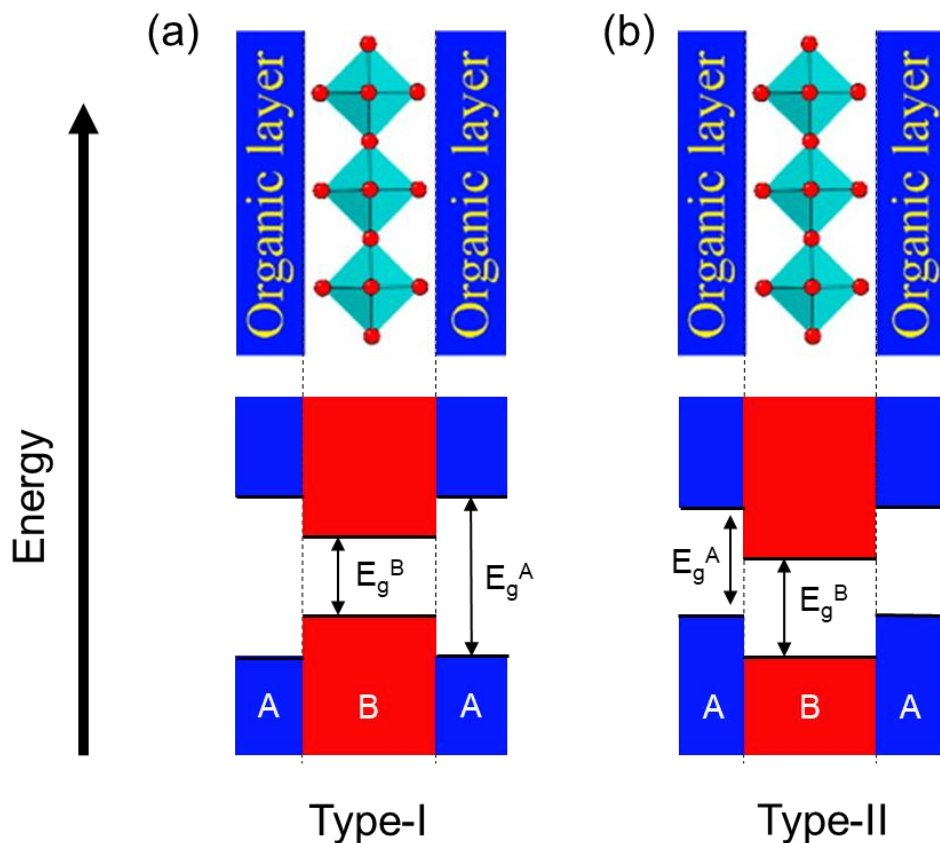 (a)
(b)
Organic layer
Organic layer
Organic layer
Organic layer
Energy
E_g^B
E_g^A
A
B
A
E_g^A
E_g^B
A
B
A
Type-I
Type-II